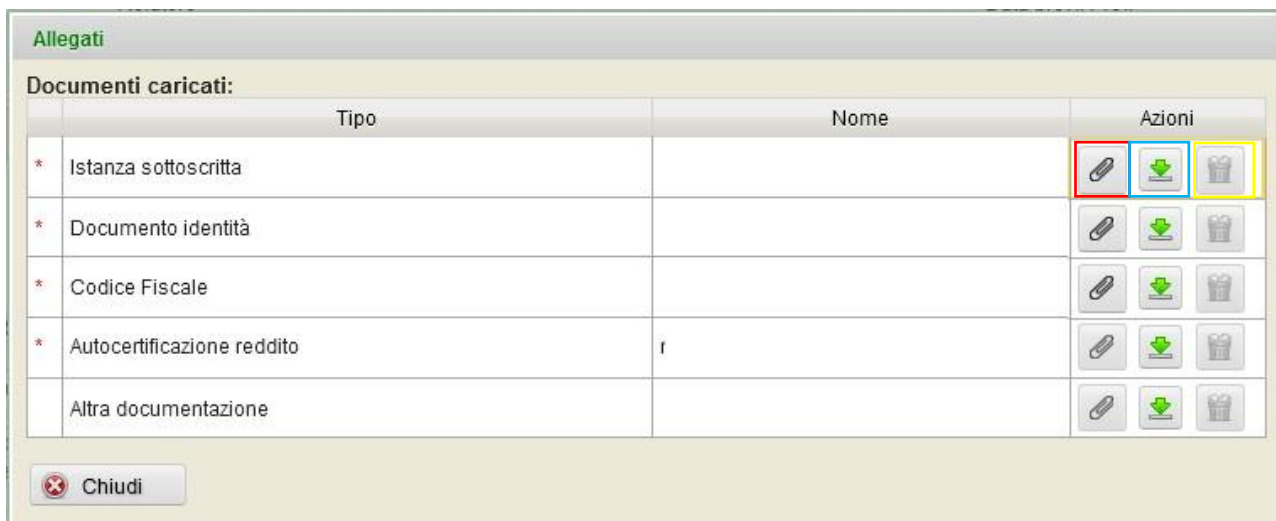 Allegati
Documenti caricati:
Tipo Nome Azioni
* Istanza sottoscritta
* Documento identità
* Codice Fiscale
* Autocertificazione reddito r
Altra documentazione
Chiudi